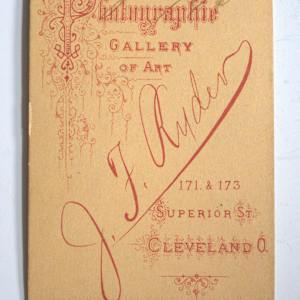 Photographic
GALLERY
OF ART
J. F. Ryder
171. & 173
SUPERIOR ST.
CLEVELAND O.